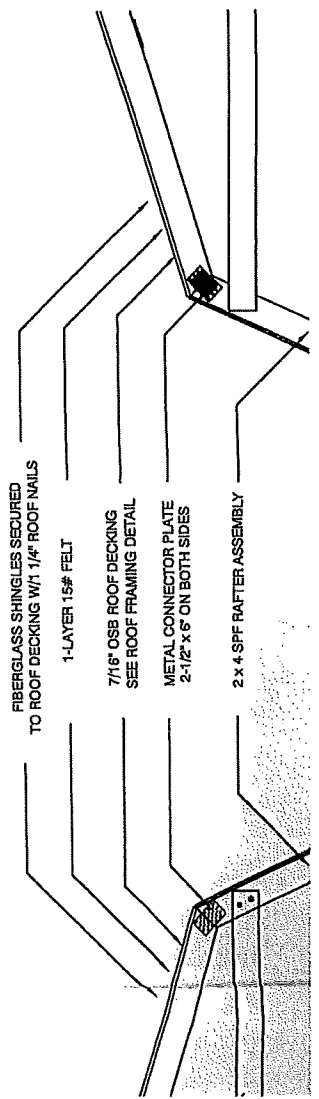 FIBERGLASS SHINGLES SECURED
TO ROOF DECKING W/1 1/4" ROOF NAILS
1-LAYER 15# FELT
7/16" OSB ROOF DECKING
SEE ROOF FRAMING DETAIL
METAL CONNECTOR PLATE
2-1/2" x 6" ON BOTH SIDES
2 x 4 SPF RAFTER ASSEMBLY